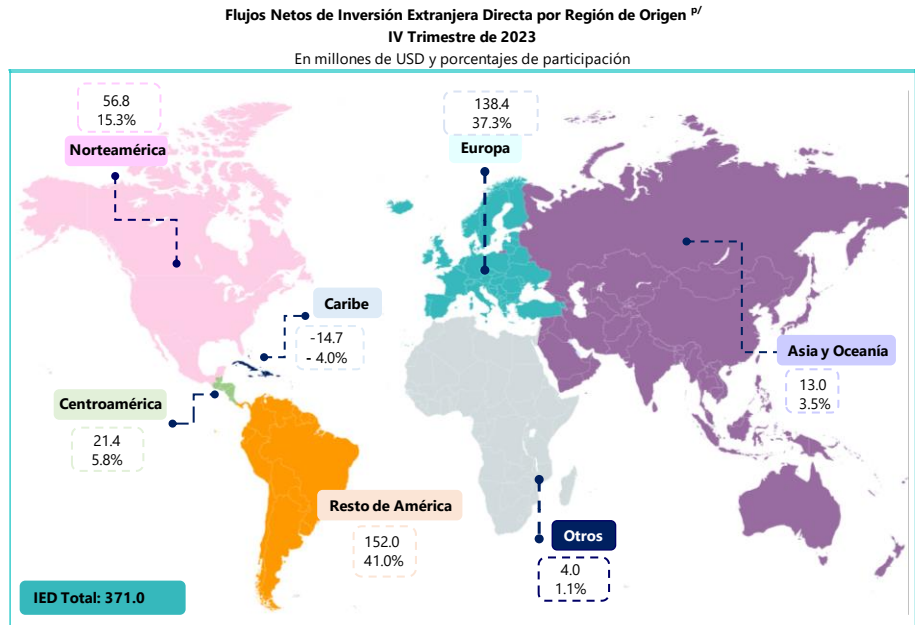 Flujos Netos de Inversión Extranjera Directa por Región de Origen p/
IV Trimestre de 2023
En millones de USD y porcentajes de participación
56.8
15.3%
Norteamérica
138.4
37.3%
Europa
Caribe
-14.7
- 4.0%
Asia y Oceanía
13.0
3.5%
Centroamérica
21.4
5.8%
Resto de América
152.0
41.0%
Otros
4.0
1.1%
IED Total: 371.0